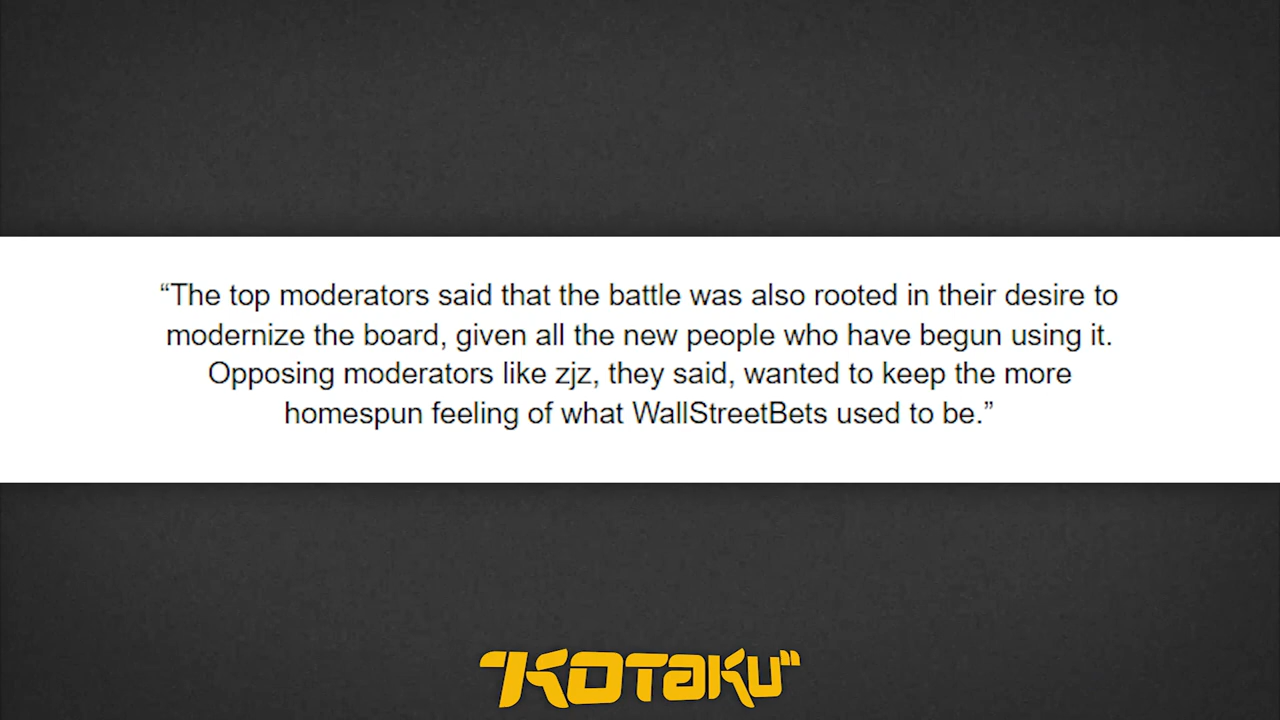 “The top moderators said that the battle was also rooted in their desire to
modernize the board, given all the new people who have begun using it.
Opposing moderators like zjz, they said, wanted to keep the more
homespun feeling of what WallStreetBets used to be.”
"KOTAKU"